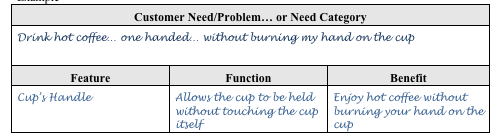 Customer Need/Problem… or Need Category
Drink hot coffee… one handed… without burning my hand on the cup
Feature Function Benefit
Cup's Handle
Allows the cup to be held
without touching the cup
itself
Enjoy hot coffee without
burning your hand on the
cup